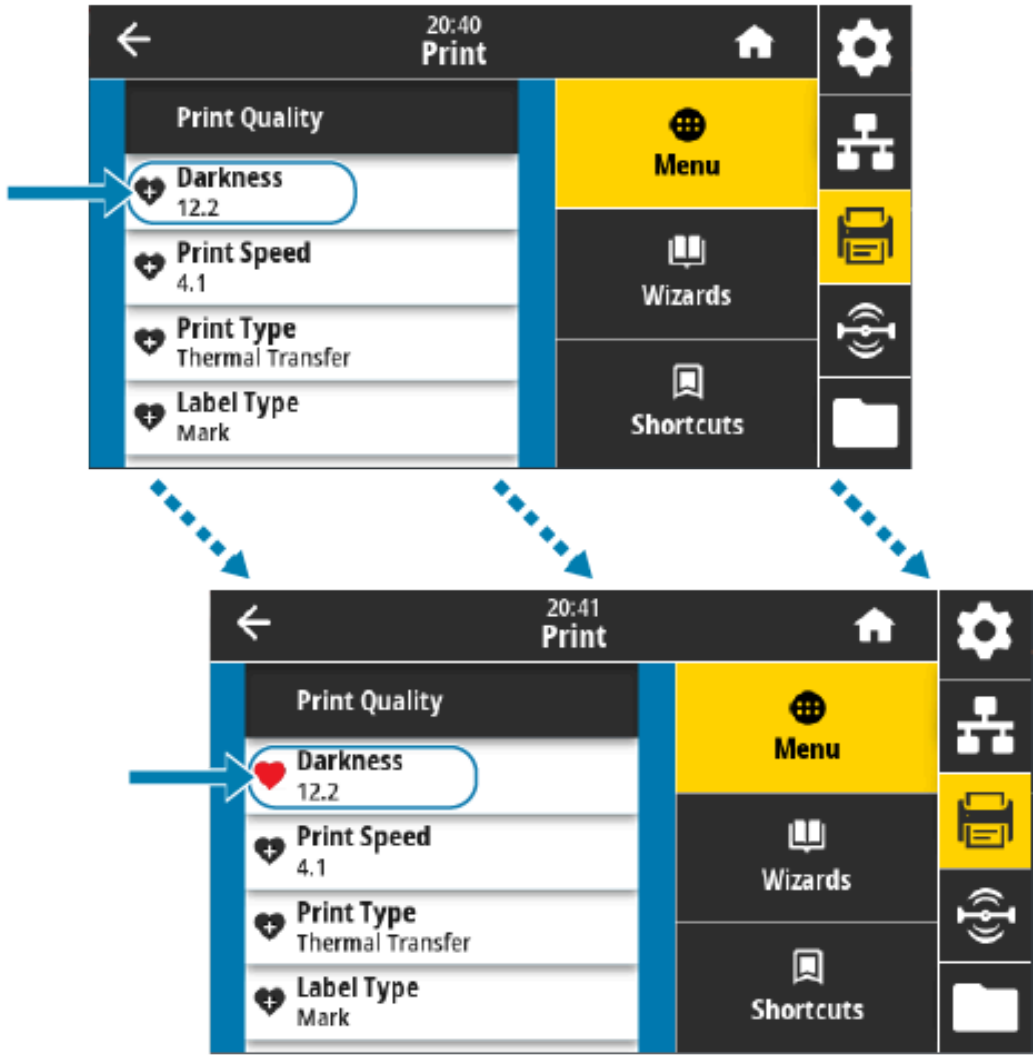 20:40
Print
Print Quality
Darkness
12.2
Print Speed
4.1
Print Type
Thermal Transfer
Label Type
Mark
Menu
Wizards
Shortcuts
20:41
Print
Print Quality
Darkness
12.2
Print Speed
4.1
Print Type
Thermal Transfer
Label Type
Mark
Menu
Wizards
Shortcuts